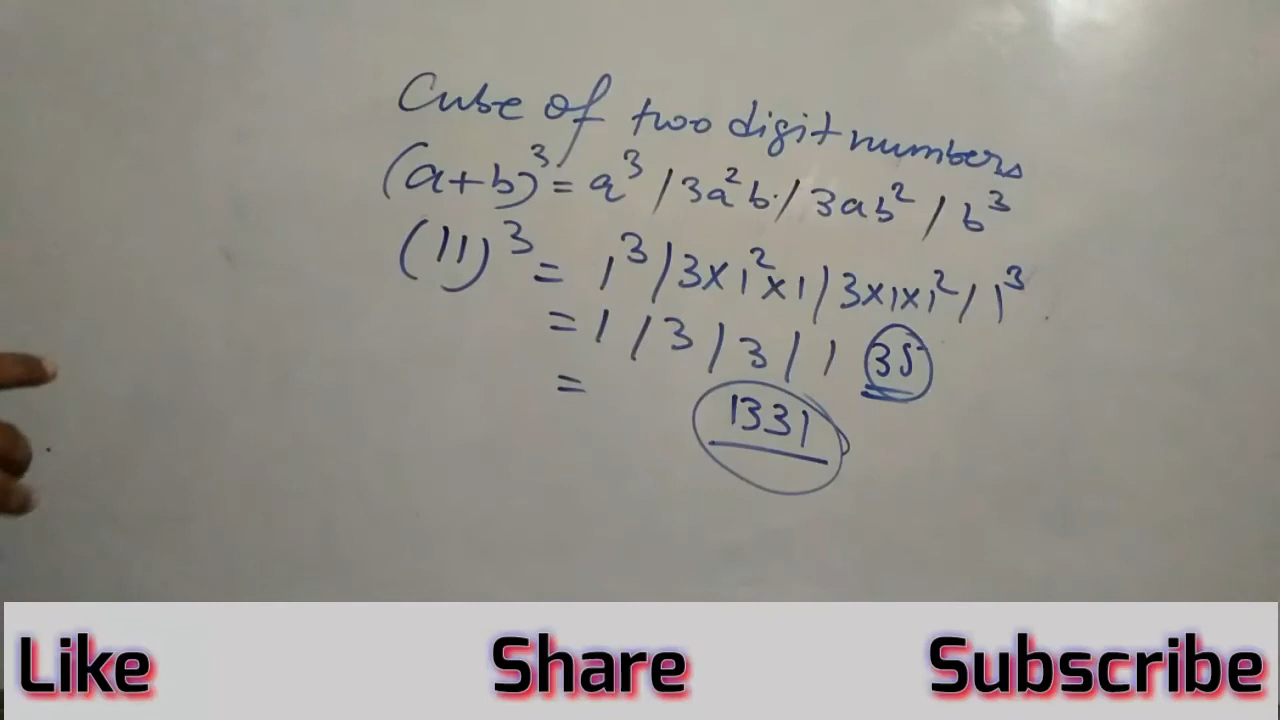 Cube of two digit numbers
(a+b)³ = a³ / 3a²b / 3ab² / b³
(11)³ = 1³ / 3×1²×1 / 3×1×1² / 1³
= 1 / 3 / 3 / 1 35
=
1331
Like Share Subscribe